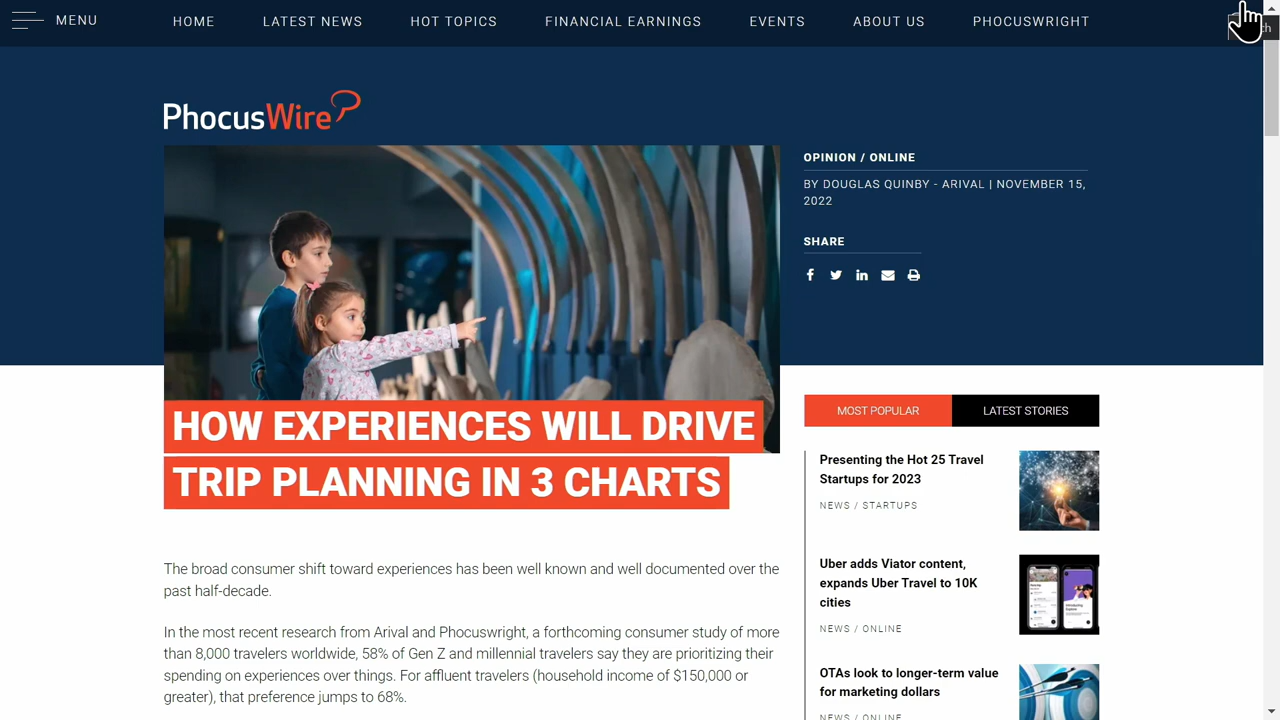 MENU
HOME
LATEST NEWS
HOT TOPICS
FINANCIAL EARNINGS
EVENTS
ABOUT US
PHOCUSWRIGHT
PhocusWire
HOW EXPERIENCES WILL DRIVE
TRIP PLANNING IN 3 CHARTS
The broad consumer shift toward experiences has been well known and well documented over the
past half-decade.
In the most recent research from Arival and Phocuswright, a forthcoming consumer study of more
than 8,000 travelers worldwide, 58% of Gen Z and millennial travelers say they are prioritizing their
spending on experiences over things. For affluent travelers (household income of $150,000 or
greater), that preference jumps to 68%.
OPINION / ONLINE
BY DOUGLAS QUINBY - ARIVAL | NOVEMBER 15,
2022
SHARE
MOST POPULAR
LATEST STORIES
Presenting the Hot 25 Travel
Startups for 2023
NEWS / STARTUPS
Uber adds Viator content,
expands Uber Travel to 10K
cities
NEWS / ONLINE
OTAs look to longer-term value
for marketing dollars
NEWS / ONLINE